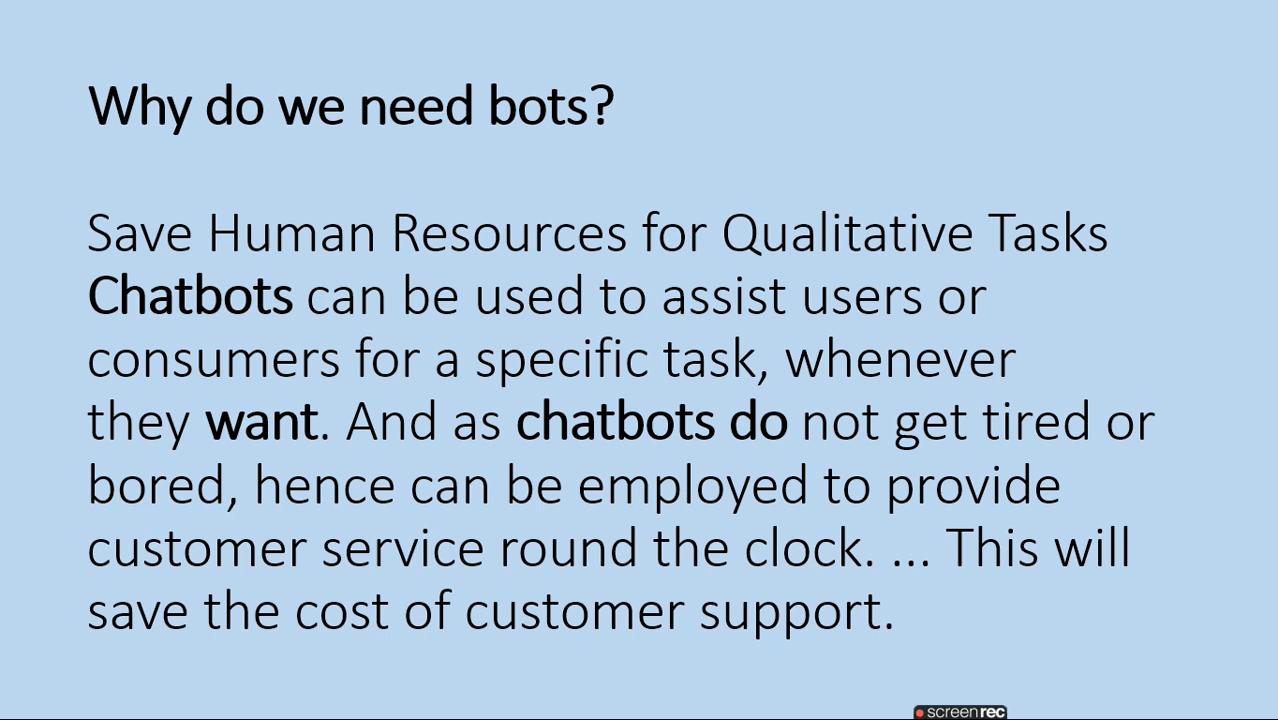 Why do we need bots?
Save Human Resources for Qualitative Tasks
Chatbots can be used to assist users or
consumers for a specific task, whenever
they want. And as chatbots do not get tired or
bored, hence can be employed to provide
customer service round the clock. ... This will
save the cost of customer support.
screenrec